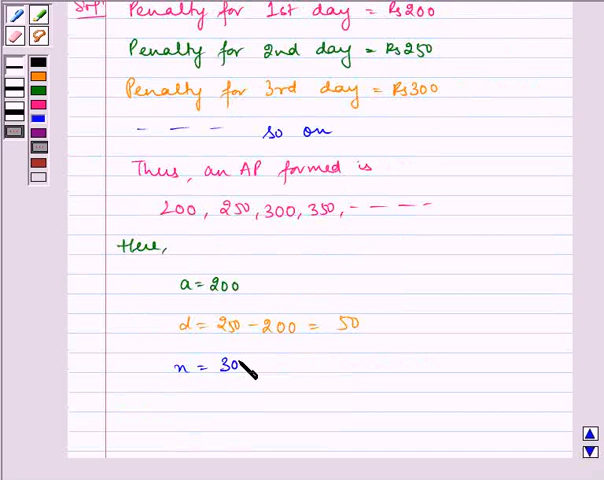 Step1 Penalty for 1st day = Rs200
Penalty for 2nd day = Rs250
Penalty for 3rd day = Rs300
- - - so on
Thus, an AP formed is
200, 250, 300, 350, - - - -
Here,
a = 200
d = 250 - 200 = 50
n = 30